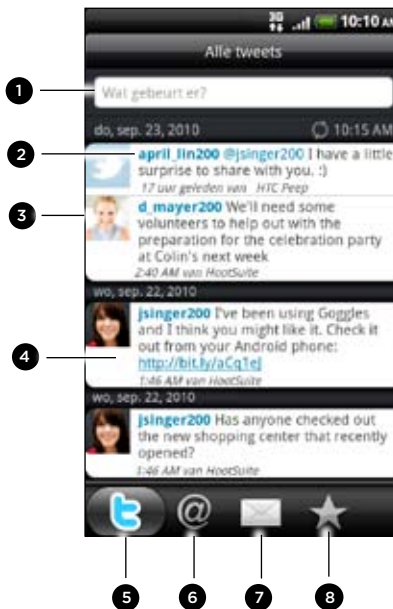 3G 10:10 AM
Alle tweets
1
Wat gebeurt er?
do, sep. 23, 2010 10:15 AM
2
april_lin200 @jsinger200 I have a little
surprise to share with you. :)
17 uur geleden van HTC Peep
3
d_mayer200 We'll need some
volunteers to help out with the
preparation for the celebration party
at Colin's next week
2:40 AM van HootSuite
wo, sep. 22, 2010
4
jsinger200 I've been using Goggles
and I think you might like it. Check it
out from your Android phone:
http://bit.ly/aCq1eJ
1:46 AM van HootSuite
wo, sep. 22, 2010
jsinger200 Has anyone checked out
the new shopping center that recently
opened?
1:46 AM van HootSuite
t @
5 6 7 8